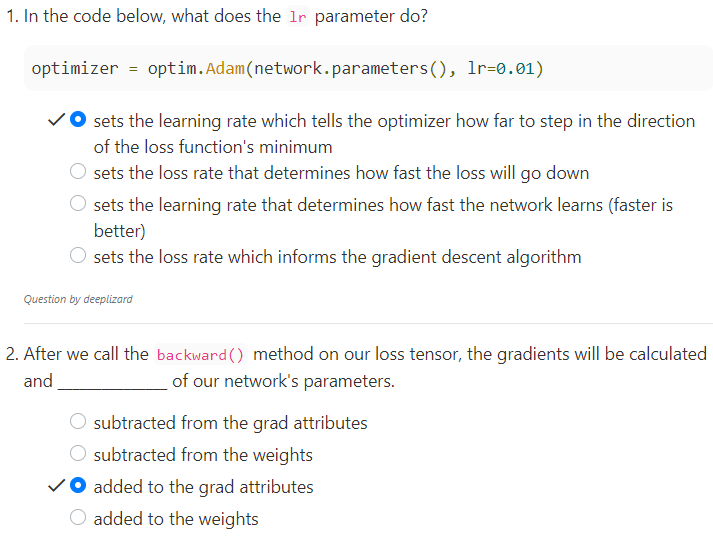 1. In the code below, what does the lr parameter do?
optimizer = optim.Adam(network.parameters(), lr=0.01)
sets the learning rate which tells the optimizer how far to step in the direction
of the loss function's minimum
sets the loss rate that determines how fast the loss will go down
sets the learning rate that determines how fast the network learns (faster is
better)
sets the loss rate which informs the gradient descent algorithm
Question by deeplizard
2. After we call the backward() method on our loss tensor, the gradients will be calculated
and _____________ of our network's parameters.
subtracted from the grad attributes
subtracted from the weights
added to the grad attributes
added to the weights